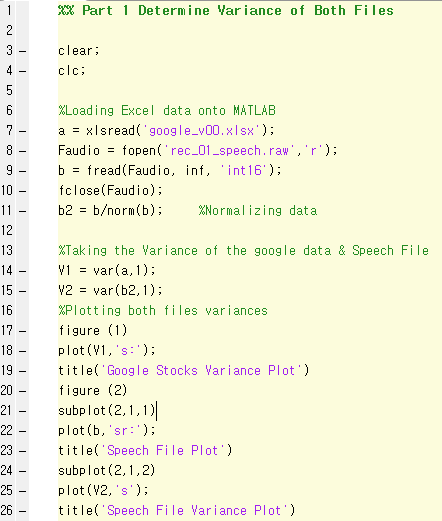 1 %% Part 1 Determine Variance of Both Files
2
3 – clear;
4 – clc;
5
6 %Loading Excel data onto MATLAB
7 – a = xlsread('google_v00.xlsx');
8 – Faudio = fopen('rec_01_speech.raw','r');
9 – b = fread(Faudio, inf, 'int16');
10 – fclose(Faudio);
11 – b2 = b/norm(b); %Normalizing data
12
13 %Taking the Variance of the google data & Speech File
14 – V1 = var(a,1);
15 – V2 = var(b2,1);
16 %Plotting both files variances
17 – figure (1)
18 – plot(V1,'s:');
19 – title('Google Stocks Variance Plot')
20 – figure (2)
21 – subplot(2,1,1)
22 – plot(b,'sr:');
23 – title('Speech File Plot')
24 – subplot(2,1,2)
25 – plot(V2,'s');
26 – title('Speech File Variance Plot')